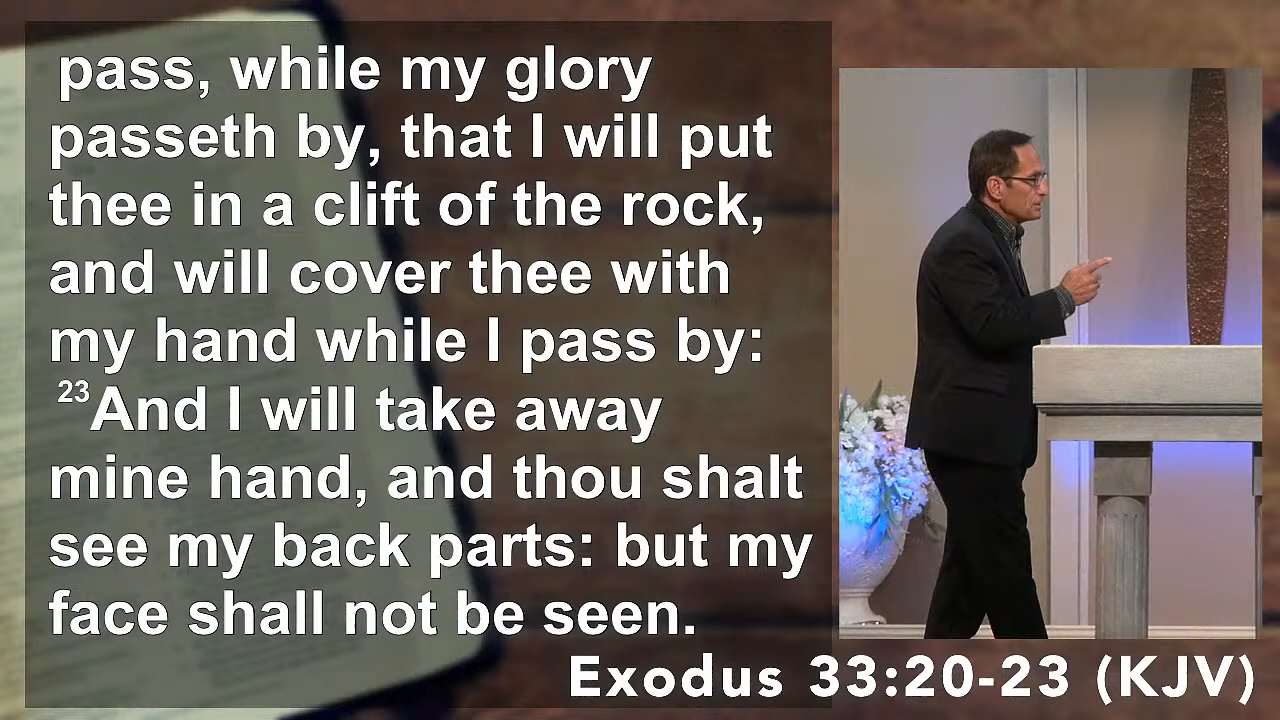 pass, while my glory
passeth by, that I will put
thee in a clift of the rock,
and will cover thee with
my hand while I pass by:
23And I will take away
mine hand, and thou shalt
see my back parts: but my
face shall not be seen.
Exodus 33:20-23 (KJV)